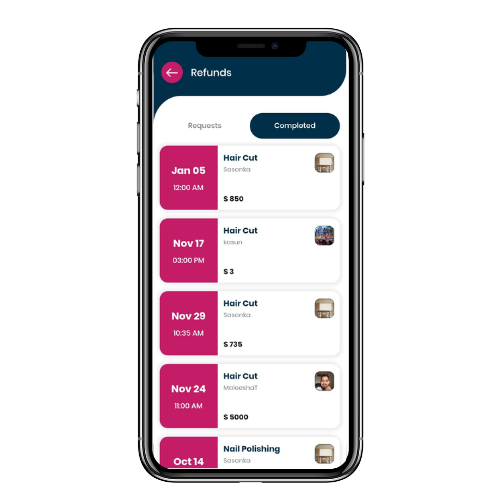 Refunds
Requests
Completed
Jan 05
12:00 AM
Hair Cut
Sasanka
$ 850
Nov 17
03:00 PM
Hair Cut
kasun
$ 3
Nov 29
10:35 AM
Hair Cut
Sasanka
$ 735
Nov 24
11:00 AM
Hair Cut
MaleeshaT
$ 5000
Oct 14
Nail Polishing
Sasanka